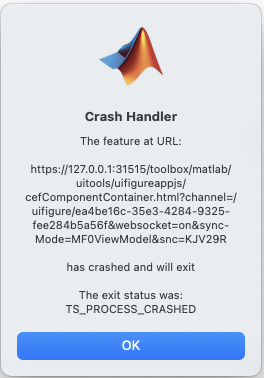 Crash Handler
The feature at URL:
https://127.0.0.1:31515/toolbox/matlab/
uitools/uifigureappjs/
cefComponentContainer.html?channel=/
uifigure/ea4be16c-35e3-4284-9325-
fee284b5a56f&websocket=on&sync-
Mode=MF0ViewModel&snc=KJV29R
has crashed and will exit
The exit status was:
TS_PROCESS_CRASHED
OK